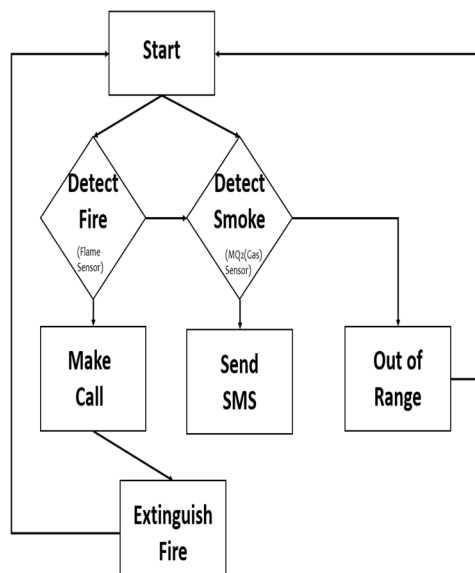 Start
Detect
Fire
(Flame
Sensor)
Detect
Smoke
(MQ2(Gas)
Sensor)
Make
Call
Send
SMS
Out of
Range
Extinguish
Fire